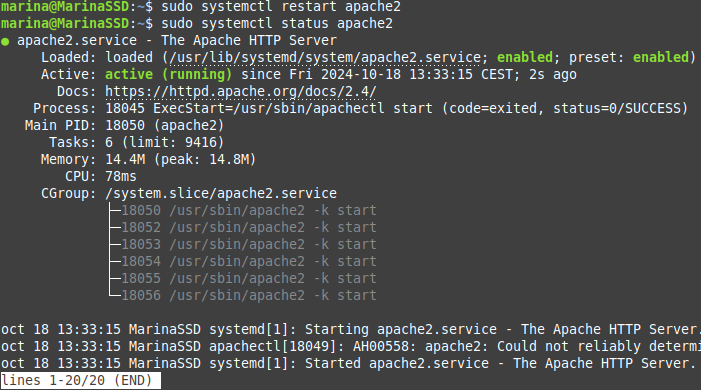 marina@MarinaSSD:~$ sudo systemctl restart apache2
marina@MarinaSSD:~$ sudo systemctl status apache2
● apache2.service - The Apache HTTP Server
     Loaded: loaded (/usr/lib/systemd/system/apache2.service; enabled; preset: enabled)
     Active: active (running) since Fri 2024-10-18 13:33:15 CEST; 2s ago
       Docs: https://httpd.apache.org/docs/2.4/
    Process: 18045 ExecStart=/usr/sbin/apachectl start (code=exited, status=0/SUCCESS)
   Main PID: 18050 (apache2)
      Tasks: 6 (limit: 9416)
     Memory: 14.4M (peak: 14.8M)
        CPU: 78ms
     CGroup: /system.slice/apache2.service
             ├─18050 /usr/sbin/apache2 -k start
             ├─18052 /usr/sbin/apache2 -k start
             ├─18053 /usr/sbin/apache2 -k start
             ├─18054 /usr/sbin/apache2 -k start
             ├─18055 /usr/sbin/apache2 -k start
             └─18056 /usr/sbin/apache2 -k start
oct 18 13:33:15 MarinaSSD systemd[1]: Starting apache2.service - The Apache HTTP Server.
oct 18 13:33:15 MarinaSSD apachectl[18049]: AH00558: apache2: Could not reliably determi
oct 18 13:33:15 MarinaSSD systemd[1]: Started apache2.service - The Apache HTTP Server.
lines 1-20/20 (END)